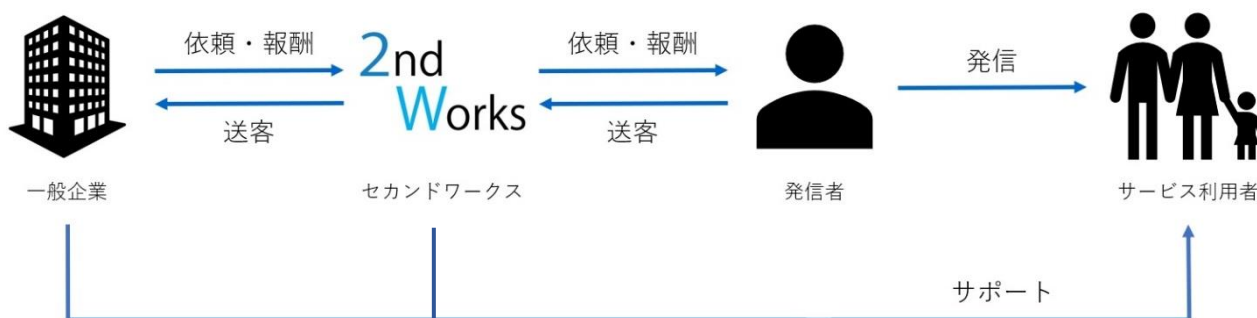 依頼・報酬
送客
2nd
Works
依頼・報酬
送客
発信
一般企業
セカンドワークス
発信者
サービス利用者
サポート